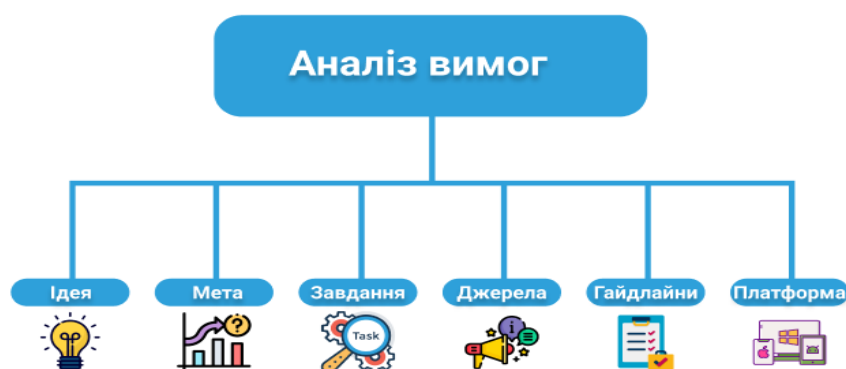 Аналіз вимог
Ідея
Мета
Завдання
Джерела
Гайдлайни
Платформа
Task